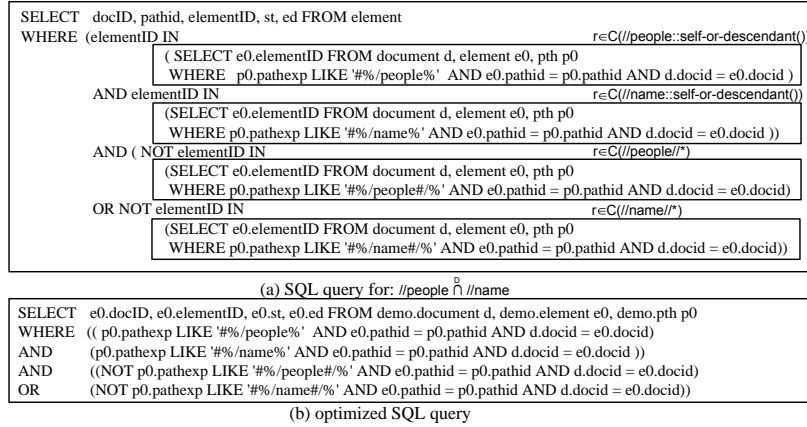 SELECT docID, pathid, elementID, st, ed FROM element
WHERE (elementID IN r∈C(//people::self-or-descendant())
( SELECT e0.elementID FROM document d, element e0, pth p0
WHERE p0.pathexp LIKE '#%/people%' AND e0.pathid = p0.pathid AND d.docid = e0.docid )
AND elementID IN r∈C(//name::self-or-descendant())
(SELECT e0.elementID FROM document d, element e0, pth p0
WHERE p0.pathexp LIKE '#%/name%' AND e0.pathid = p0.pathid AND d.docid = e0.docid ))
AND ( NOT elementID IN r∈C(//people//*)
(SELECT e0.elementID FROM document d, element e0, pth p0
WHERE p0.pathexp LIKE '#%/people#/%' AND e0.pathid = p0.pathid AND d.docid = e0.docid)
OR NOT elementID IN r∈C(//name//*)
(SELECT e0.elementID FROM document d, element e0, pth p0
WHERE p0.pathexp LIKE '#%/name#/%' AND e0.pathid = p0.pathid AND d.docid = e0.docid))
(a) SQL query for: //people ∩D //name
SELECT e0.docID, e0.elementID, e0.st, e0.ed FROM demo.document d, demo.element e0, demo.pth p0
WHERE (( p0.pathexp LIKE '#%/people%' AND e0.pathid = p0.pathid AND d.docid = e0.docid)
AND (p0.pathexp LIKE '#%/name%' AND e0.pathid = p0.pathid AND d.docid = e0.docid ))
AND ((NOT p0.pathexp LIKE '#%/people#/%' AND e0.pathid = p0.pathid AND d.docid = e0.docid)
OR (NOT p0.pathexp LIKE '#%/name#/%' AND e0.pathid = p0.pathid AND d.docid = e0.docid))
(b) optimized SQL query